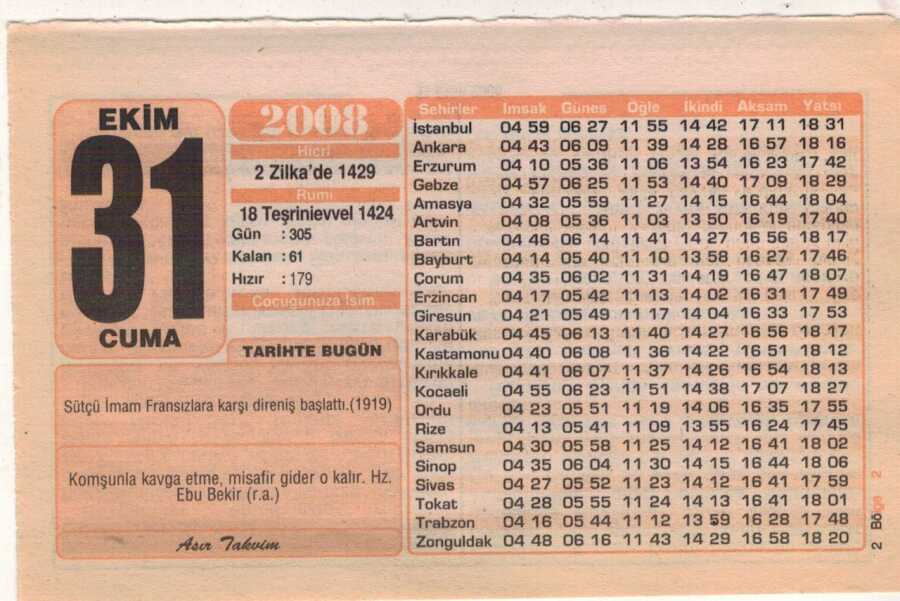 EKİM
31
CUMA
2008
Hicri
2 Zilka'de 1429
Rumi
18 Teşrinievvel 1424
Gün : 305
Kalan : 61
Hızır : 179
Çocuğunuza İsim
TARİHTE BUGÜN
Sütçü İmam Fransızlara karşı direniş başlattı.(1919)
Komşunla kavga etme, misafir gider o kalır. Hz.
Ebu Bekir (r.a.)
Asır Takvim
Şehirler İmsak Güneş Öğle İkindi Akşam Yatsı
İstanbul 04 59 06 27 11 55 14 42 17 11 18 31
Ankara 04 43 06 09 11 39 14 28 16 57 18 16
Erzurum 04 10 05 36 11 06 13 54 16 23 17 42
Gebze 04 57 06 25 11 53 14 40 17 09 18 29
Amasya 04 32 05 59 11 27 14 15 16 44 18 04
Artvin 04 08 05 36 11 03 13 50 16 19 17 40
Bartın 04 46 06 14 11 41 14 27 16 56 18 17
Bayburt 04 14 05 40 11 10 13 58 16 27 17 46
Çorum 04 35 06 02 11 31 14 19 16 47 18 07
Erzincan 04 17 05 42 11 13 14 02 16 31 17 49
Giresun 04 21 05 49 11 17 14 04 16 33 17 53
Karabük 04 45 06 13 11 40 14 27 16 56 18 17
Kastamonu 04 40 06 08 11 36 14 22 16 51 18 12
Kırıkkale 04 41 06 07 11 37 14 26 16 54 18 13
Kocaeli 04 55 06 23 11 51 14 38 17 07 18 27
Ordu 04 23 05 51 11 19 14 06 16 35 17 55
Rize 04 13 05 41 11 09 13 55 16 24 17 45
Samsun 04 30 05 58 11 25 14 12 16 41 18 02
Sinop 04 35 06 04 11 30 14 15 16 44 18 06
Sivas 04 27 05 52 11 23 14 12 16 41 17 59
Tokat 04 28 05 55 11 24 14 13 16 41 18 01
Trabzon 04 16 05 44 11 12 13 59 16 28 17 48
Zonguldak 04 48 06 16 11 43 14 29 16 58 18 20